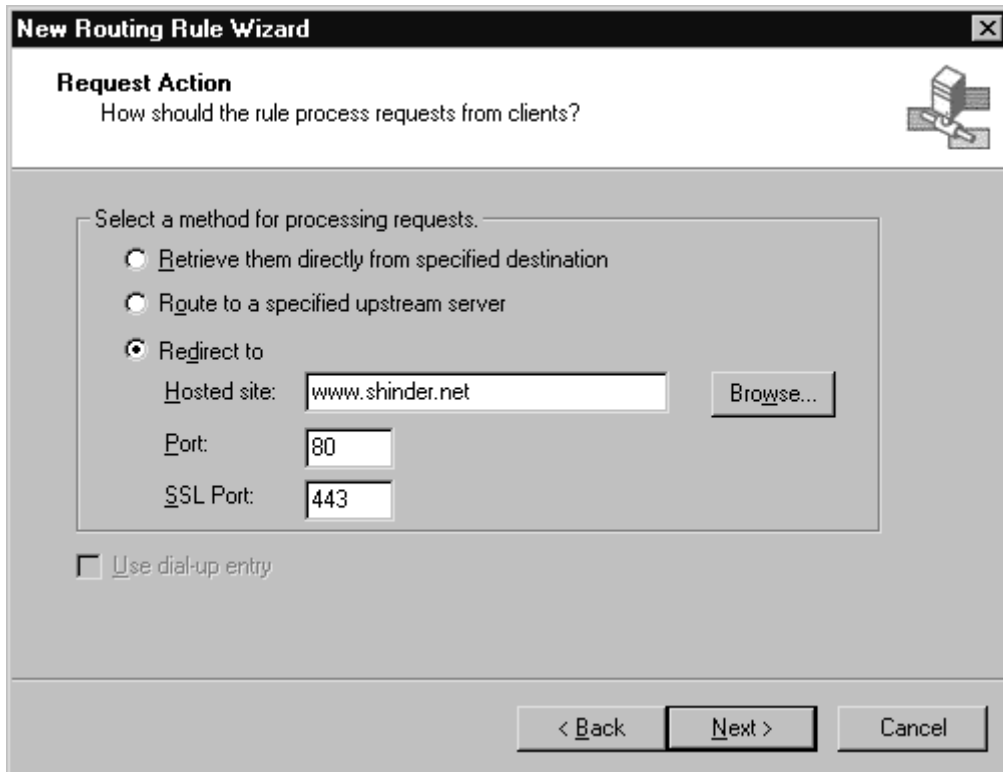 New Routing Rule Wizard
Request Action
How should the rule process requests from clients?
Select a method for processing requests.
Retrieve them directly from specified destination
Route to a specified upstream server
Redirect to
Hosted site: www.shinder.net Browse...
Port: 80
SSL Port: 443
Use dial-up entry
< Back Next > Cancel